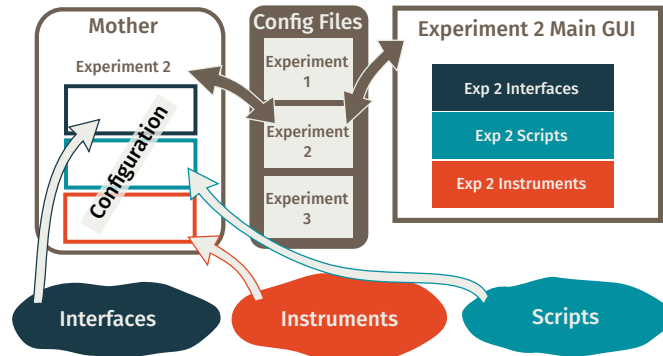 Mother
Experiment 2
Configuration
Config Files
Experiment
1
Experiment
2
Experiment
3
Experiment 2 Main GUI
Exp 2 Interfaces
Exp 2 Scripts
Exp 2 Instruments
Interfaces
Instruments
Scripts